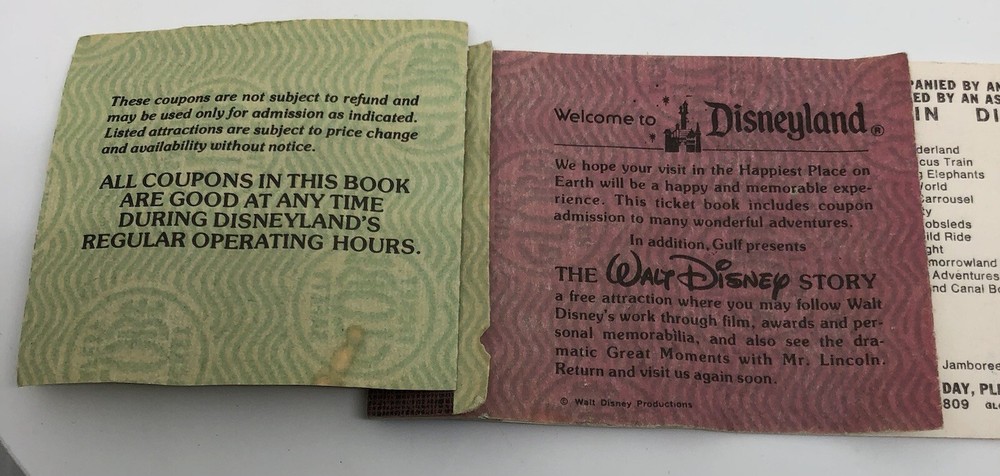 These coupons are not subject to refund and
may be used only for admission as indicated.
Listed attractions are subject to price change
and availability without notice.
ALL COUPONS IN THIS BOOK
ARE GOOD AT ANY TIME
DURING DISNEYLAND'S
REGULAR OPERATING HOURS.
Welcome to Disneyland®
We hope your visit in the Happiest Place on
Earth will be a happy and memorable expe-
rience. This ticket book includes coupon
admission to many wonderful adventures.
In addition, Gulf presents
THE WALT DISNEY STORY
a free attraction where you may follow Walt
Disney's work through film, awards and per-
sonal memorabilia, and also see the dra-
matic Great Moments with Mr. Lincoln.
Return and visit us again soon.
© Walt Disney Productions
PANIED BY AN
ED BY AN AS
IN DI
derland
cus Train
g Elephants
World
arrousel
ty
obsleds
ild Ride
ght
morrowland
Adventures
nd Canal Bo
Jamboree
DAY, PL
809